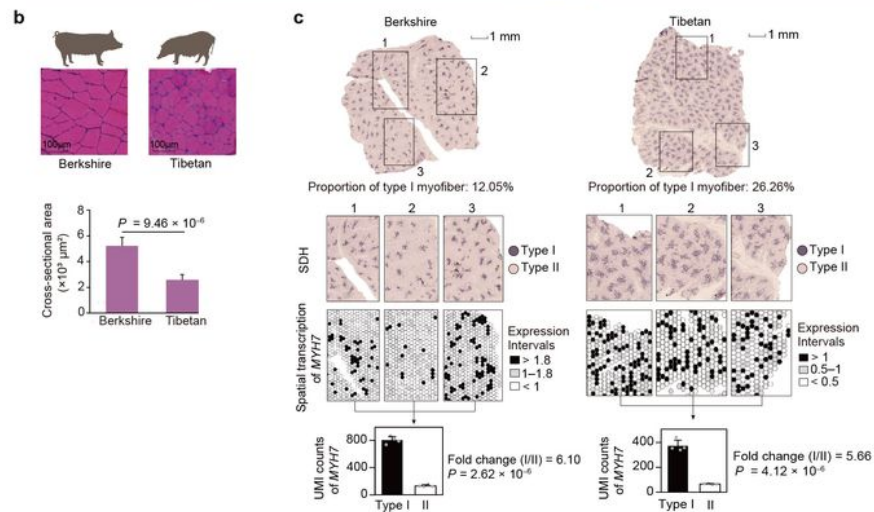 b
100μm
100μm
Berkshire
Tibetan
P = 9.46 × 10⁻⁶
Cross-sectional area
(×10³ μm²)
8
6
4
2
0
Berkshire
Tibetan
c
Berkshire
1 mm
1
2
3
Proportion of type I myofiber: 12.05%
Tibetan
1 mm
1
2
3
Proportion of type I myofiber: 26.26%
1
2
3
SDH
Type I
Type II
1
2
3
Type I
Type II
Spatial transcription
of MYH7
Expression
Intervals
> 1.8
1–1.8
< 1
Expression
Intervals
> 1
0.5–1
< 0.5
UMI counts
of MYH7
800
400
0
Type I
II
Fold change (I/II) = 6.10
P = 2.62 × 10⁻⁶
UMI counts
of MYH7
400
200
0
Type I
II
Fold change (I/II) = 5.66
P = 4.12 × 10⁻⁶